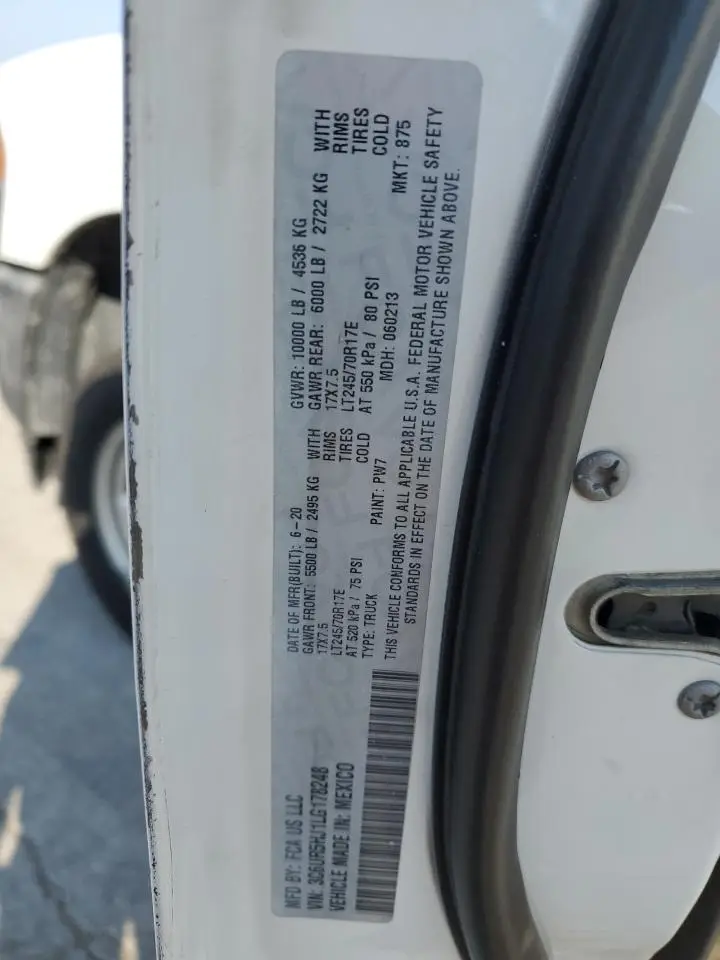 MFD BY: FCA US LLC
DATE OF MFR(BUILT): 6-20
GVWR: 10000 LB / 4536 KG
VIN: 3C6UR5HJ1LG178248
GAWR FRONT: 5500 LB / 2495 KG WITH
GAWR REAR: 6000 LB / 2722 KG WITH
VEHICLE MADE IN: MEXICO
17X7.5 RIMS
17X7.5 RIMS
LT245/70R17E TIRES
LT245/70R17E TIRES
AT 520 kPa / 75 PSI COLD
AT 550 kPa / 80 PSI COLD
TYPE: TRUCK
PAINT: PW7
MDH: 060213
MKT: 875
THIS VEHICLE CONFORMS TO ALL APPLICABLE U.S.A. FEDERAL MOTOR VEHICLE SAFETY
STANDARDS IN EFFECT ON THE DATE OF MANUFACTURE SHOWN ABOVE.